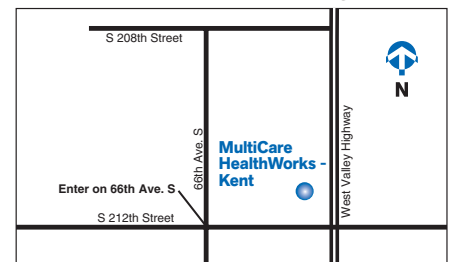 S 208th Street
N
66th Ave. S
West Valley Highway
MultiCare
HealthWorks -
Kent
Enter on 66th Ave. S
S 212th Street